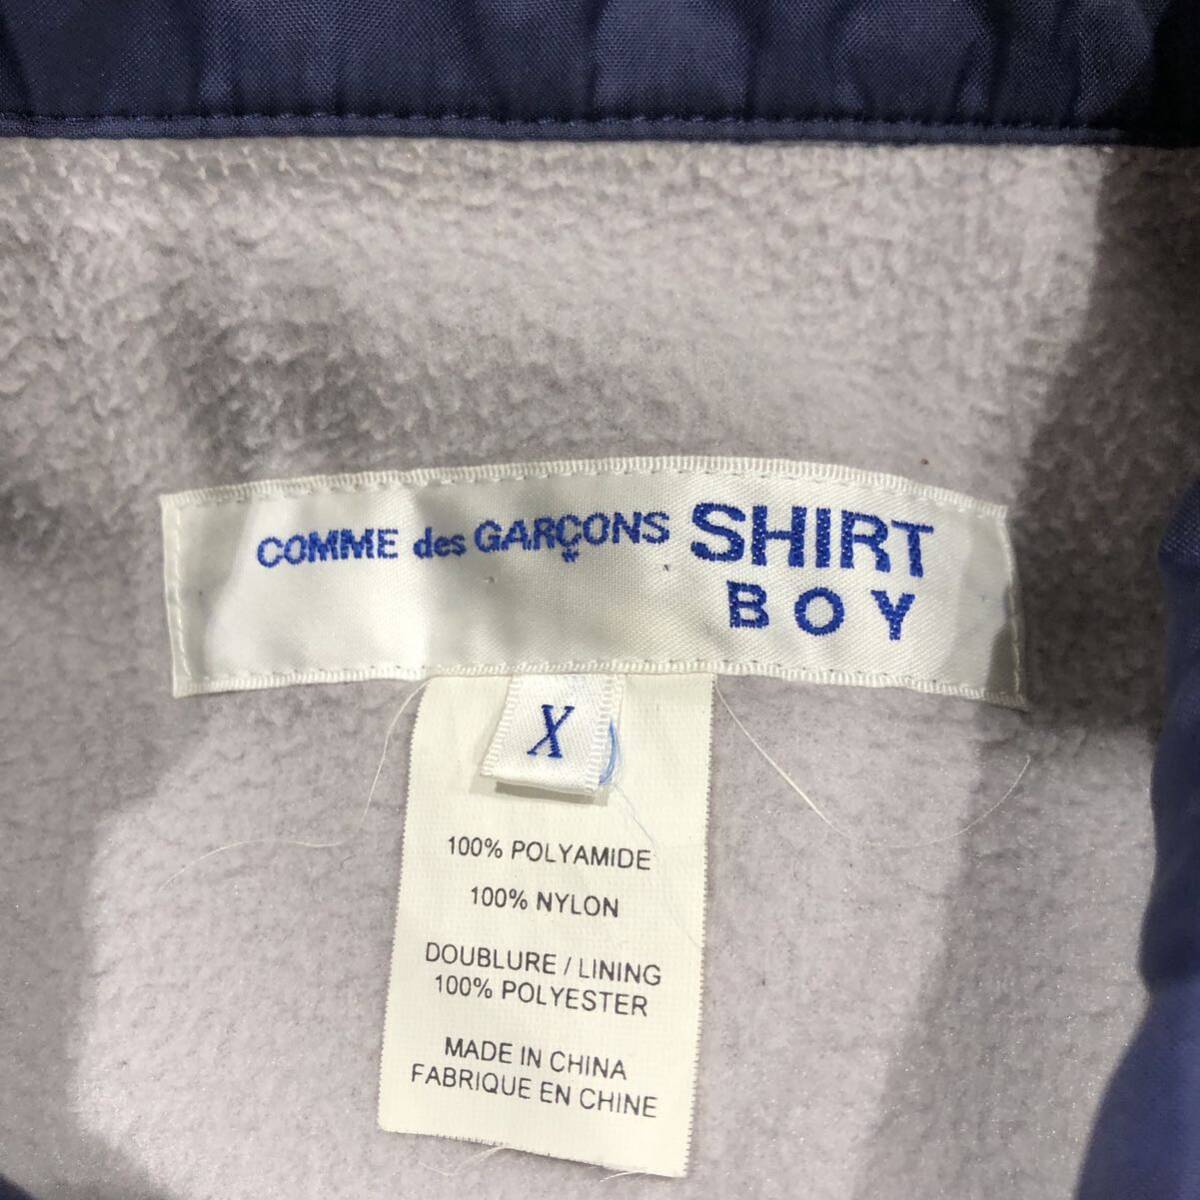 COMME des GARÇONS SHIRT
BOY
X
100% POLYAMIDE
100% NYLON
DOUBLURE / LINING
100% POLYESTER
MADE IN CHINA
FABRIQUE EN CHINE